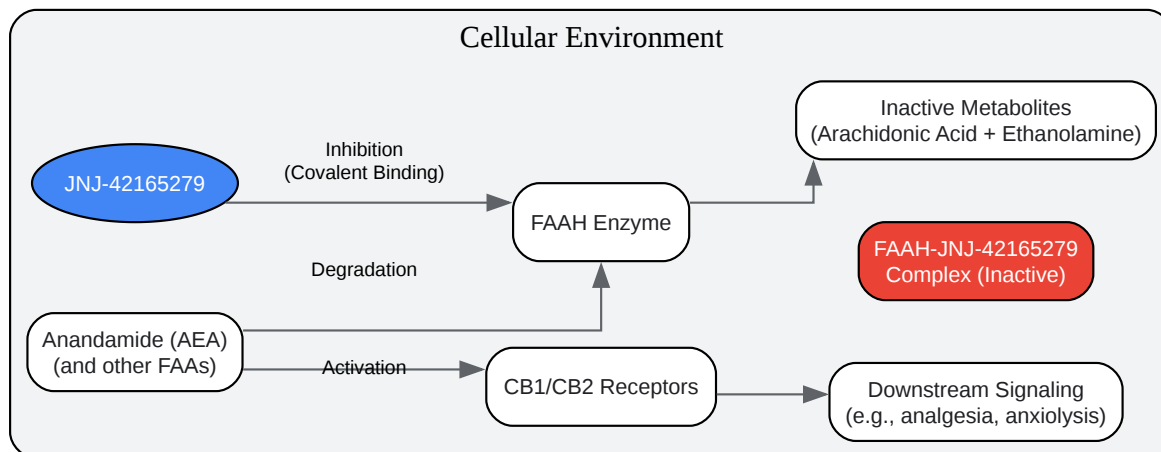 Cellular Environment
Inactive Metabolites
(Arachidonic Acid + Ethanolamine)
Inhibition
(Covalent Binding)
JNJ-42165279
FAAH Enzyme
FAAH-JNJ-42165279
Complex (Inactive)
Degradation
Anandamide (AEA)
(and other FAAs)
Activation
CB1/CB2 Receptors
Downstream Signaling
(e.g., analgesia, anxiolysis)